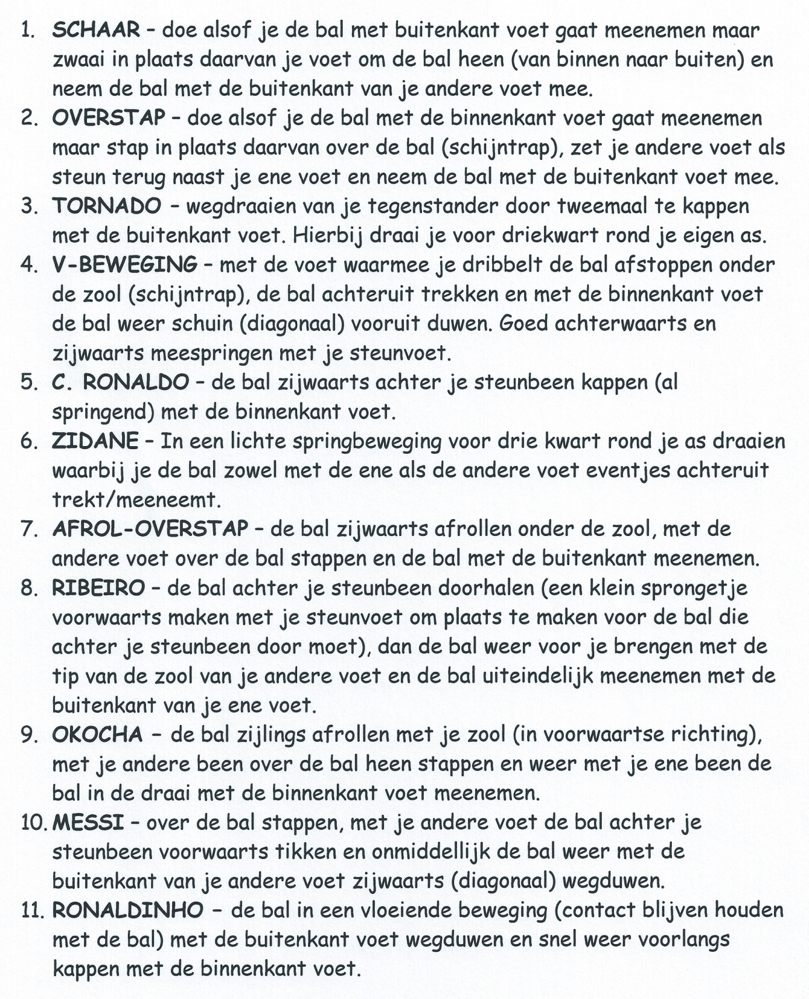 1. SCHAAR – doe alsof je de bal met buitenkant voet gaat meenemen maar
zwaai in plaats daarvan je voet om de bal heen (van binnen naar buiten) en
neem de bal met de buitenkant van je andere voet mee.
2. OVERSTAP – doe alsof je de bal met de binnenkant voet gaat meenemen
maar stap in plaats daarvan over de bal (schijntrap), zet je andere voet als
steun terug naast je ene voet en neem de bal met de buitenkant voet mee.
3. TORNADO – wegdraaien van je tegenstander door tweemaal te kappen
met de buitenkant voet. Hierbij draai je voor driekwart rond je eigen as.
4. V-BEWEGING – met de voet waarmee je dribbelt de bal afstoppen onder
de zool (schijntrap), de bal achteruit trekken en met de binnenkant voet
de bal weer schuin (diagonaal) vooruit duwen. Goed achterwaarts en
zijwaarts meespringen met je steunvoet.
5. C. RONALDO – de bal zijwaarts achter je steunbeen kappen (al
springend) met de binnenkant voet.
6. ZIDANE – In een lichte springbeweging voor drie kwart rond je as draaien
waarbij je de bal zowel met de ene als de andere voet eventjes achteruit
trekt/meeneemt.
7. AFROL-OVERSTAP – de bal zijwaarts afrollen onder de zool, met de
andere voet over de bal stappen en de bal met de buitenkant meenemen.
8. RIBEIRO – de bal achter je steunbeen doorhalen (een klein sprongetje
voorwaarts maken met je steunvoet om plaats te maken voor de bal die
achter je steunbeen door moet), dan de bal weer voor je brengen met de
tip van de zool van je andere voet en de bal uiteindelijk meenemen met de
buitenkant van je ene voet.
9. OKOCHA – de bal zijlings afrollen met je zool (in voorwaartse richting),
met je andere been over de bal heen stappen en weer met je ene been de
bal in de draai met de binnenkant voet meenemen.
10. MESSI – over de bal stappen, met je andere voet de bal achter je
steunbeen voorwaarts tikken en onmiddellijk de bal weer met de
buitenkant van je andere voet zijwaarts (diagonaal) wegduwen.
11. RONALDINHO – de bal in een vloeiende beweging (contact blijven houden
met de bal) met de buitenkant voet wegduwen en snel weer voorlangs
kappen met de binnenkant voet.